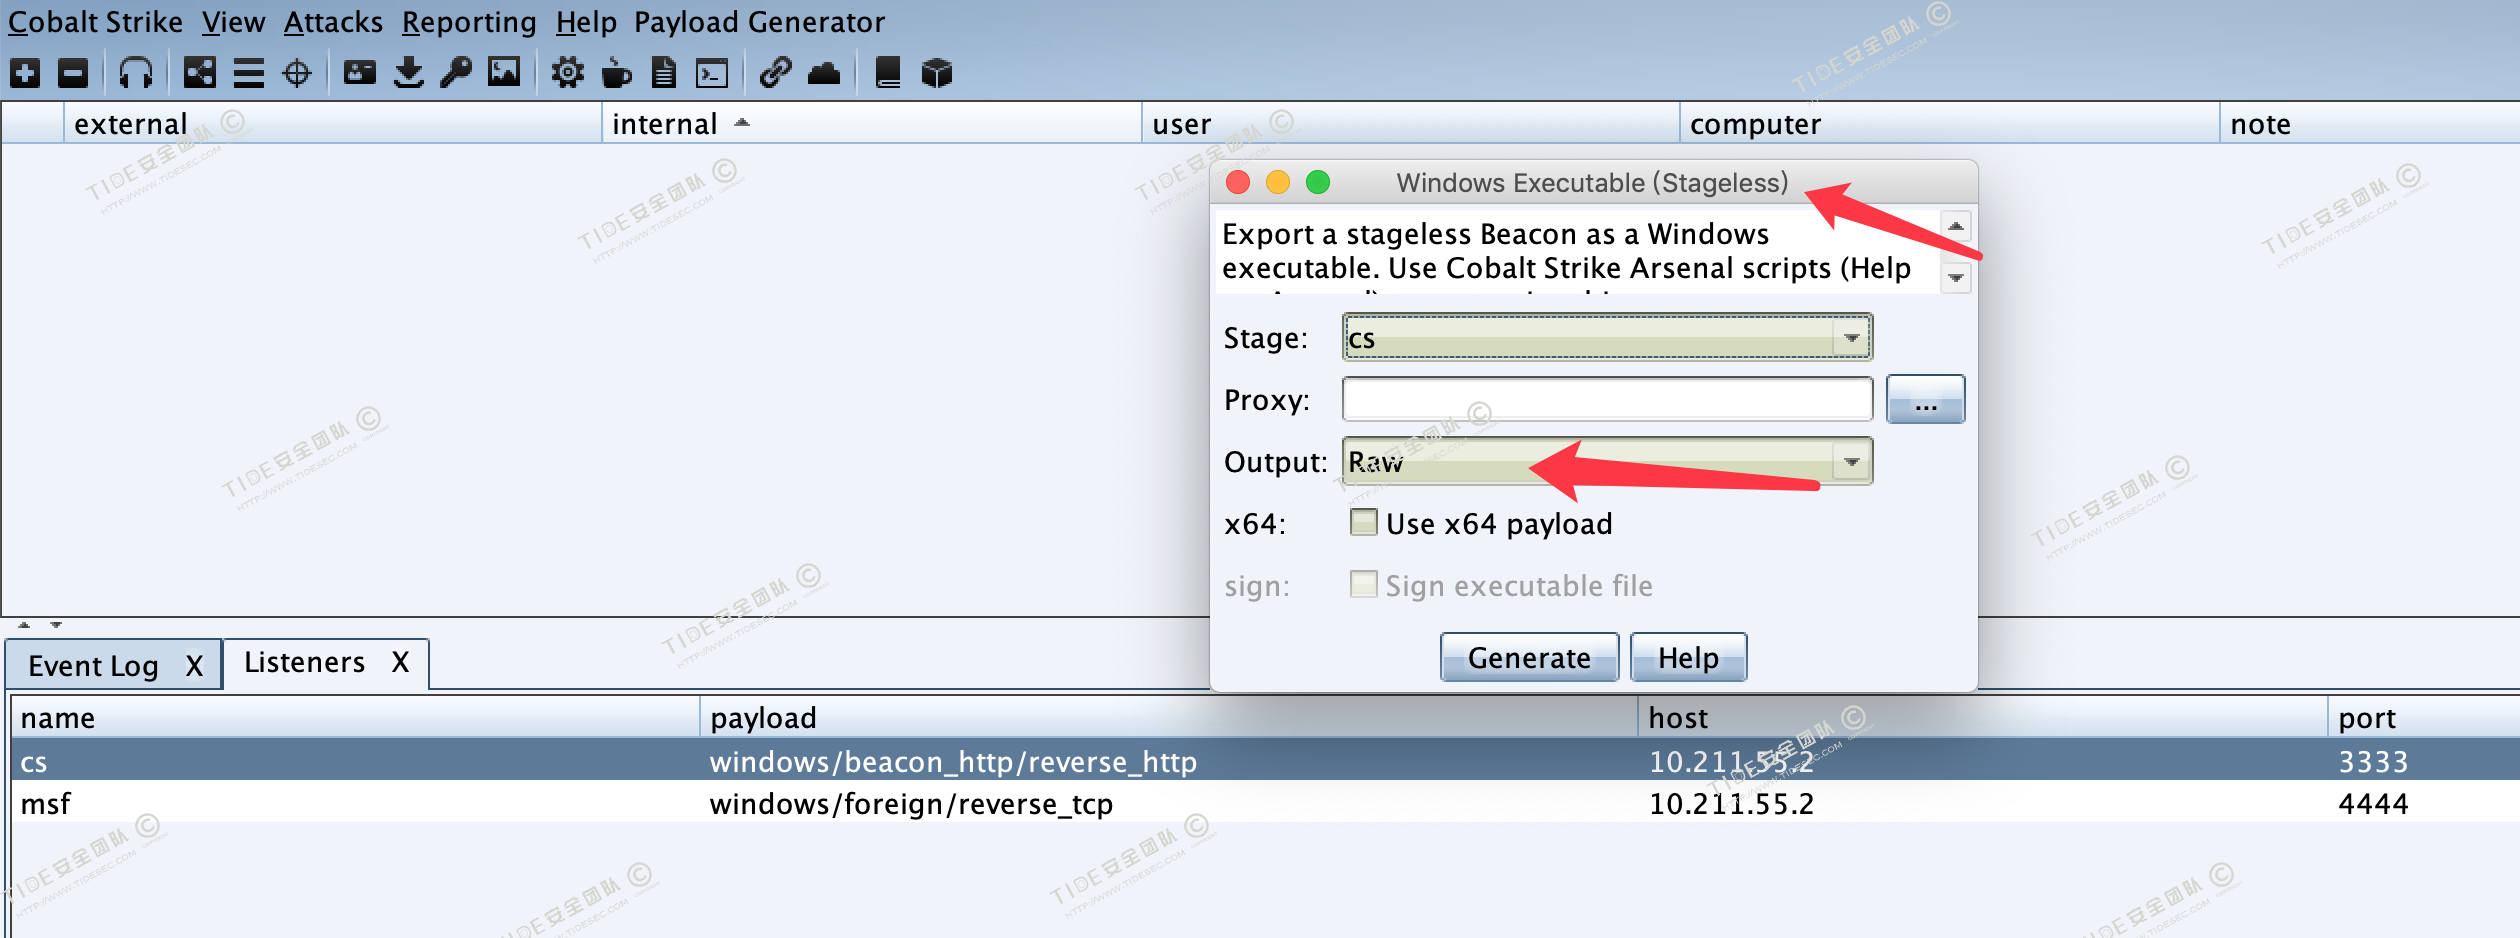 Cobalt Strike View Attacks Reporting Help Payload Generator
external internal user computer note
Windows Executable (Stageless)
Export a stageless Beacon as a Windows
executable. Use Cobalt Strike Arsenal scripts (Help
Stage: cs
Proxy: ...
Output: Raw
x64: Use x64 payload
sign: Sign executable file
Generate Help
Event Log X Listeners X
name payload host port
cs windows/beacon_http/reverse_http 10.211.55.2 3333
msf windows/foreign/reverse_tcp 10.211.55.2 4444
TIDE安全团队 ©
HTTP://WWW.TIDESEC.COM